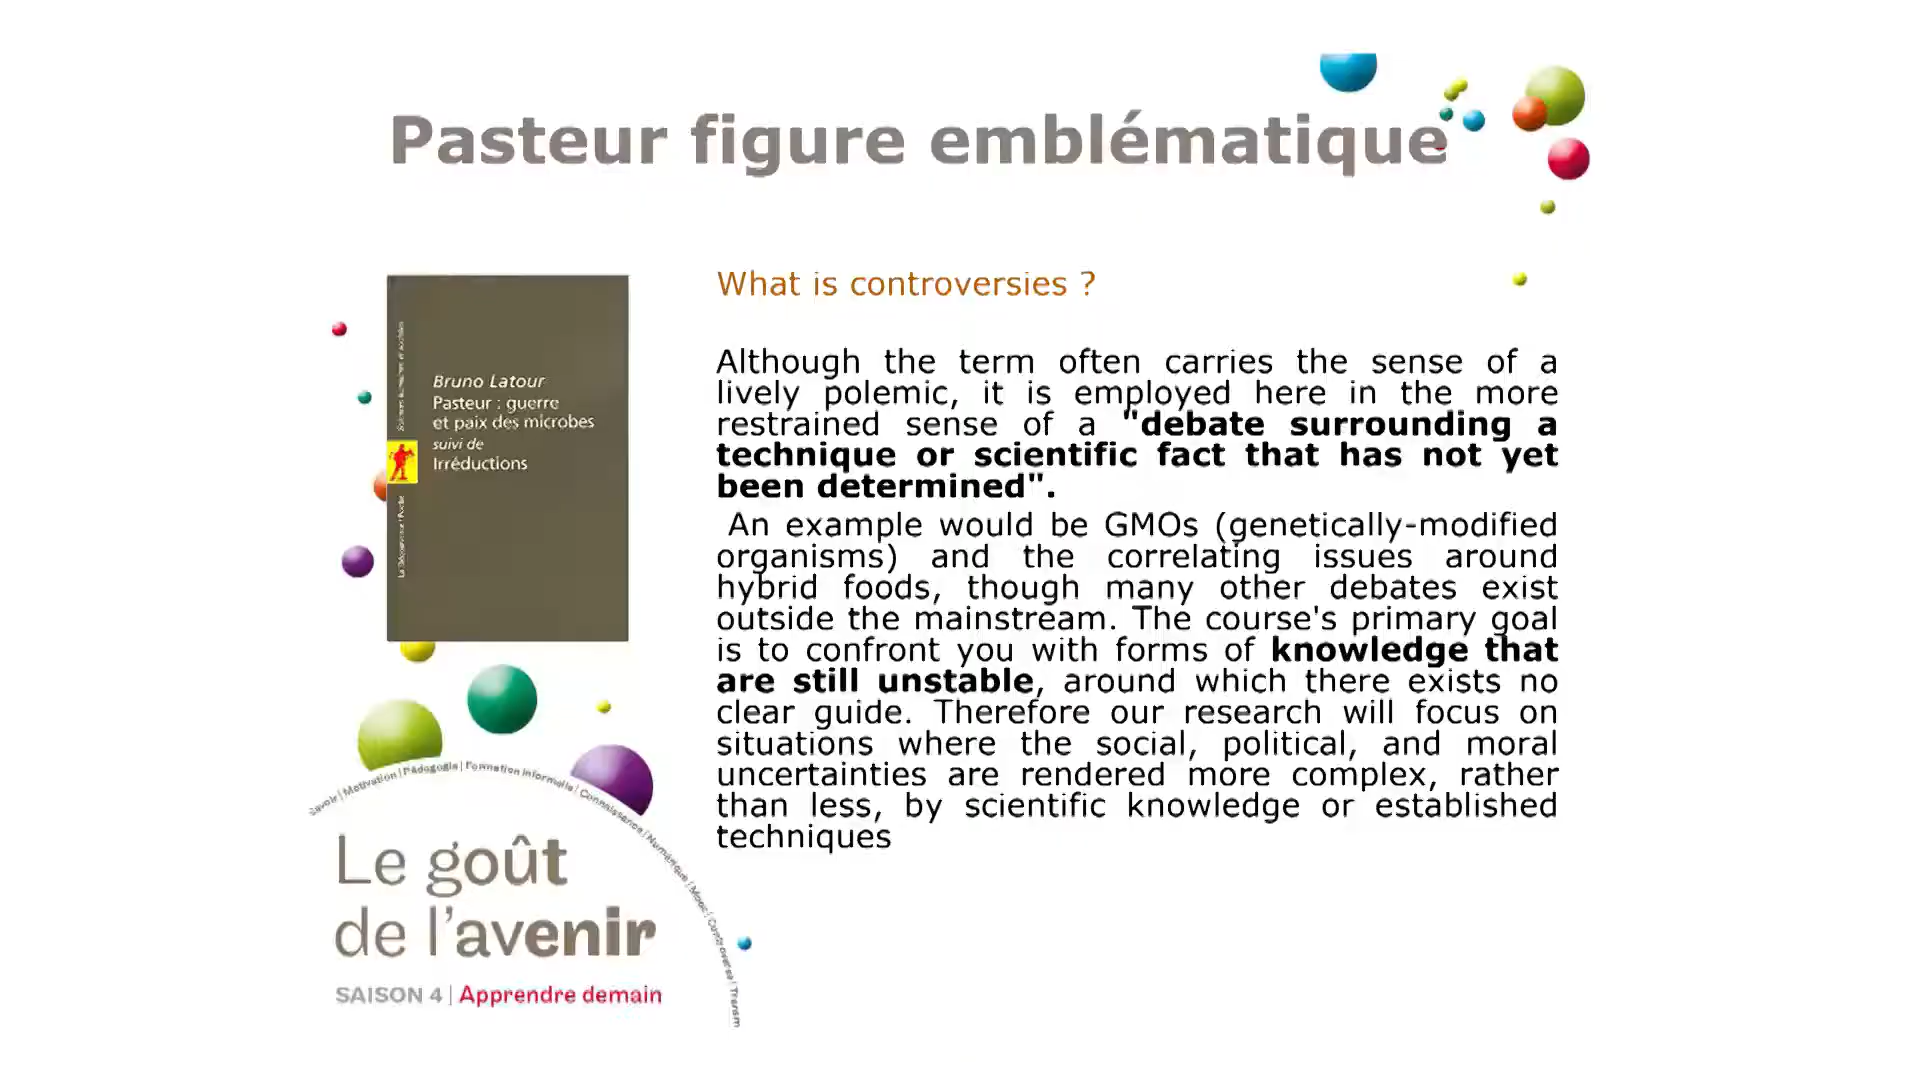 Pasteur figure emblématique
Bruno Latour
Pasteur : guerre
et paix des microbes
suivi de
Irréductions
What is controversies ?
Although the term often carries the sense of a
lively polemic, it is employed here in the more
restrained sense of a "debate surrounding a
technique or scientific fact that has not yet
been determined".
An example would be GMOs (genetically-modified
organisms) and the correlating issues around
hybrid foods, though many other debates exist
outside the mainstream. The course's primary goal
is to confront you with forms of knowledge that
are still unstable, around which there exists no
clear guide. Therefore our research will focus on
situations where the social, political, and moral
uncertainties are rendered more complex, rather
than less, by scientific knowledge or established
techniques
Savoir | Motivation | Pédagogie | Formation informelle | Connaissance | Numérique | Mooc | Controverse | Transm
Le goût
de l'avenir
SAISON 4 | Apprendre demain